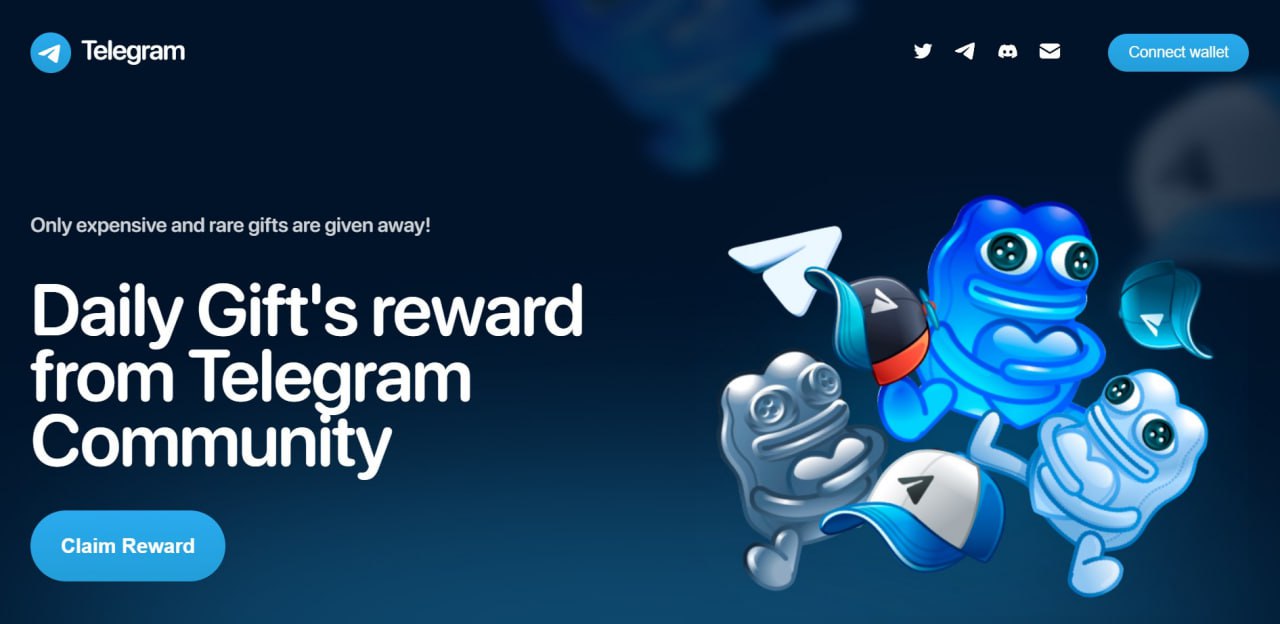 Telegram
Connect wallet
Only expensive and rare gifts are given away!
Daily Gift's reward
from Telegram
Community
Claim Reward